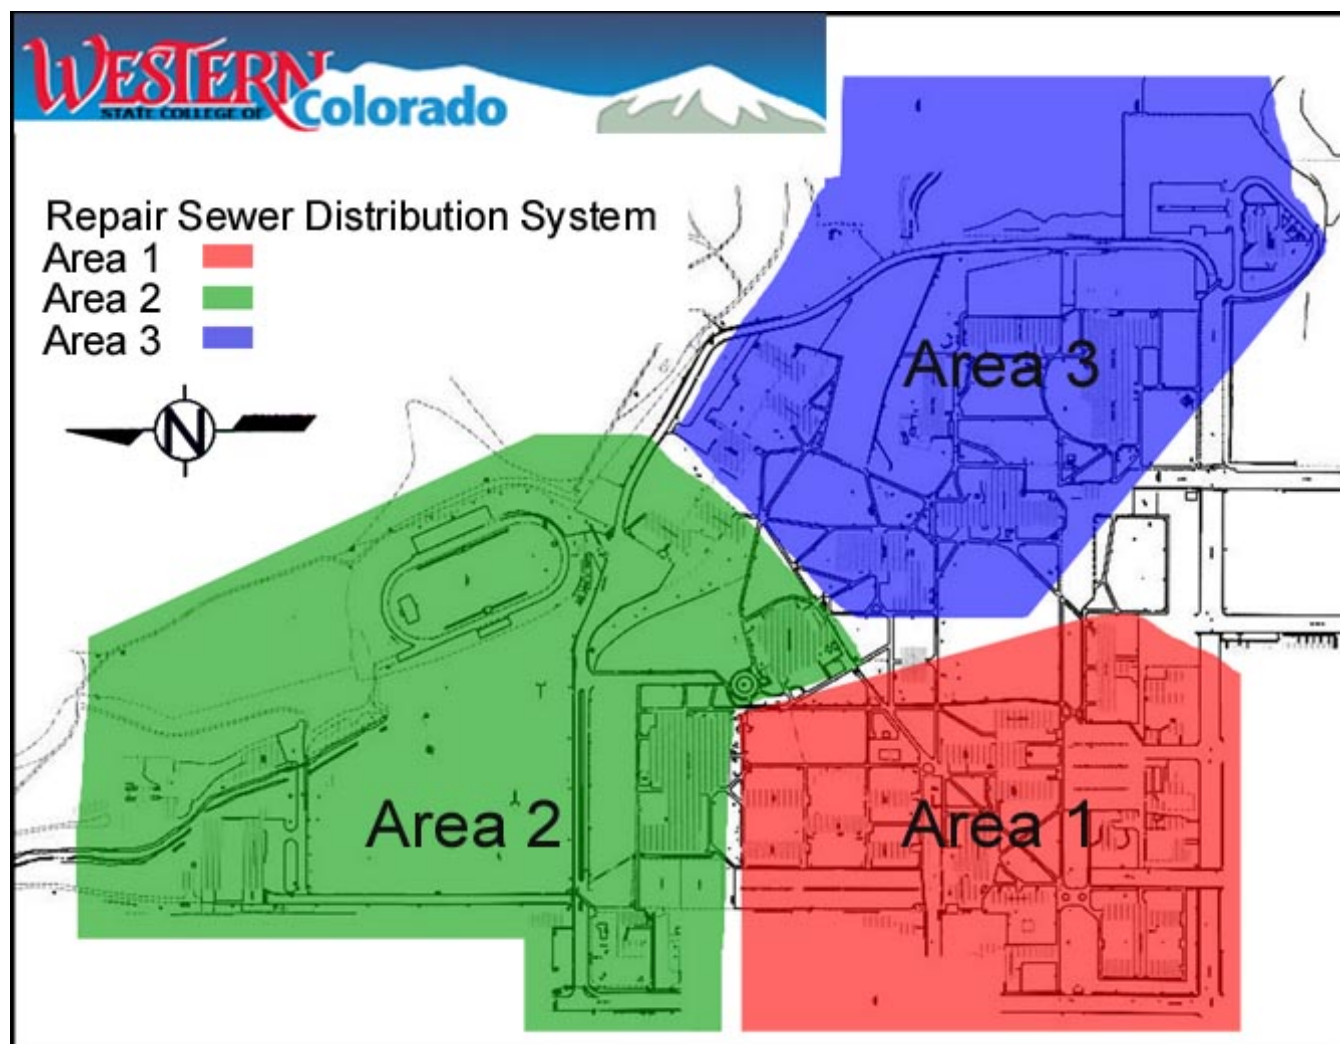 WESTERN
STATE COLLEGE OF
Colorado
Repair Sewer Distribution System
Area 1
Area 2
Area 3
N
Area 3
Area 2
Area 1